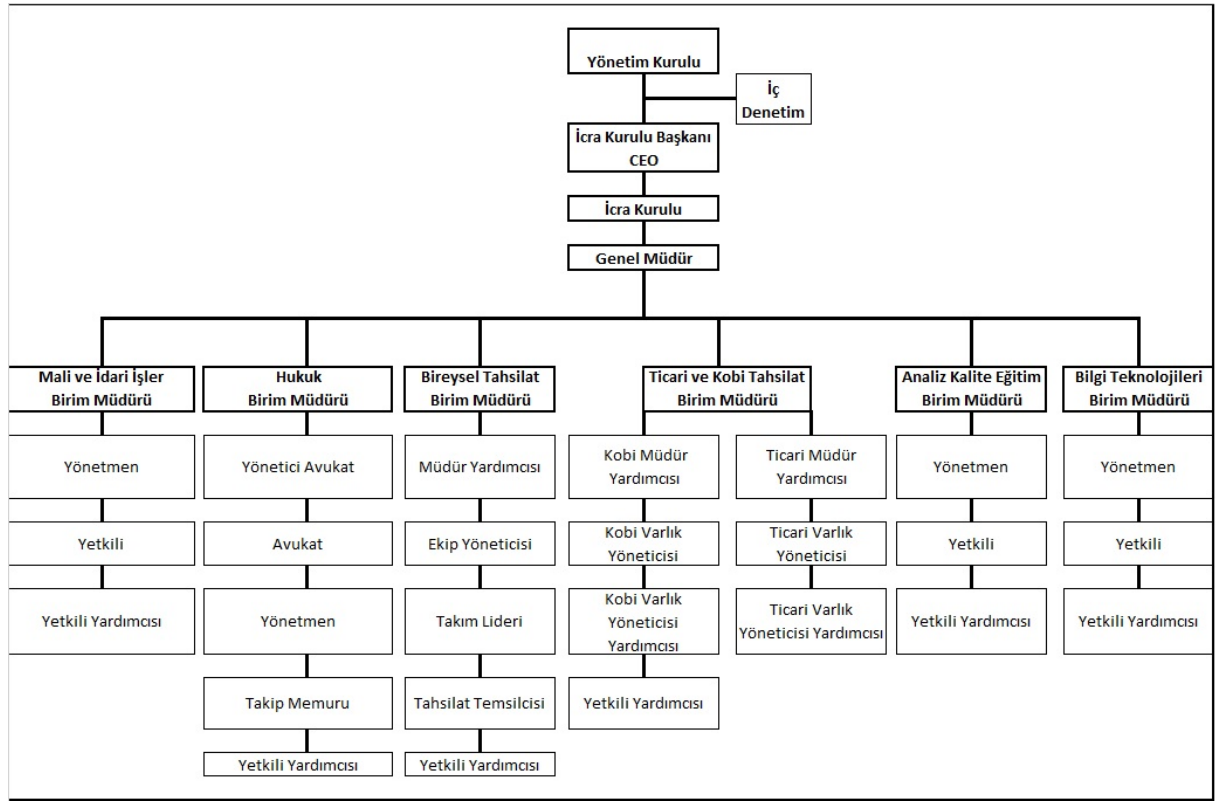 Yönetim Kurulu
İç
Denetim
İcra Kurulu Başkanı
CEO
İcra Kurulu
Genel Müdür
Mali ve İdari İşler
Birim Müdürü
Hukuk
Birim Müdürü
Bireysel Tahsilat
Birim Müdürü
Ticari ve Kobi Tahsilat
Birim Müdürü
Analiz Kalite Eğitim
Birim Müdürü
Bilgi Teknolojileri
Birim Müdürü
Yönetmen
Yönetici Avukat
Müdür Yardımcısı
Kobi Müdür
Yardımcısı
Ticari Müdür
Yardımcısı
Yönetmen
Yönetmen
Yetkili
Avukat
Ekip Yöneticisi
Kobi Varlık
Yöneticisi
Ticari Varlık
Yöneticisi
Yetkili
Yetkili
Yetkili Yardımcısı
Yönetmen
Takım Lideri
Kobi Varlık
Yöneticisi
Yardımcısı
Ticari Varlık
Yöneticisi Yardımcısı
Yetkili Yardımcısı
Yetkili Yardımcısı
Takip Memuru
Tahsilat Temsilcisi
Yetkili Yardımcısı
Yetkili Yardımcısı
Yetkili Yardımcısı